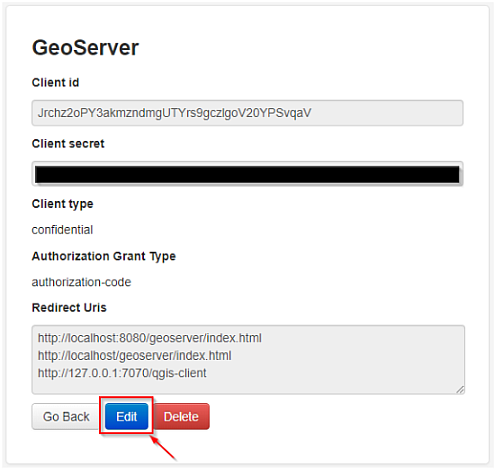 GeoServer
Client id
Jrchz2oPY3akmzndmgUTYrs9gczlgoV20YPSvqaV
Client secret
Client type
confidential
Authorization Grant Type
authorization-code
Redirect Uris
http://localhost:8080/geoserver/index.html
http://localhost/geoserver/index.html
http://127.0.0.1:7070/qgis-client
Go Back Edit Delete